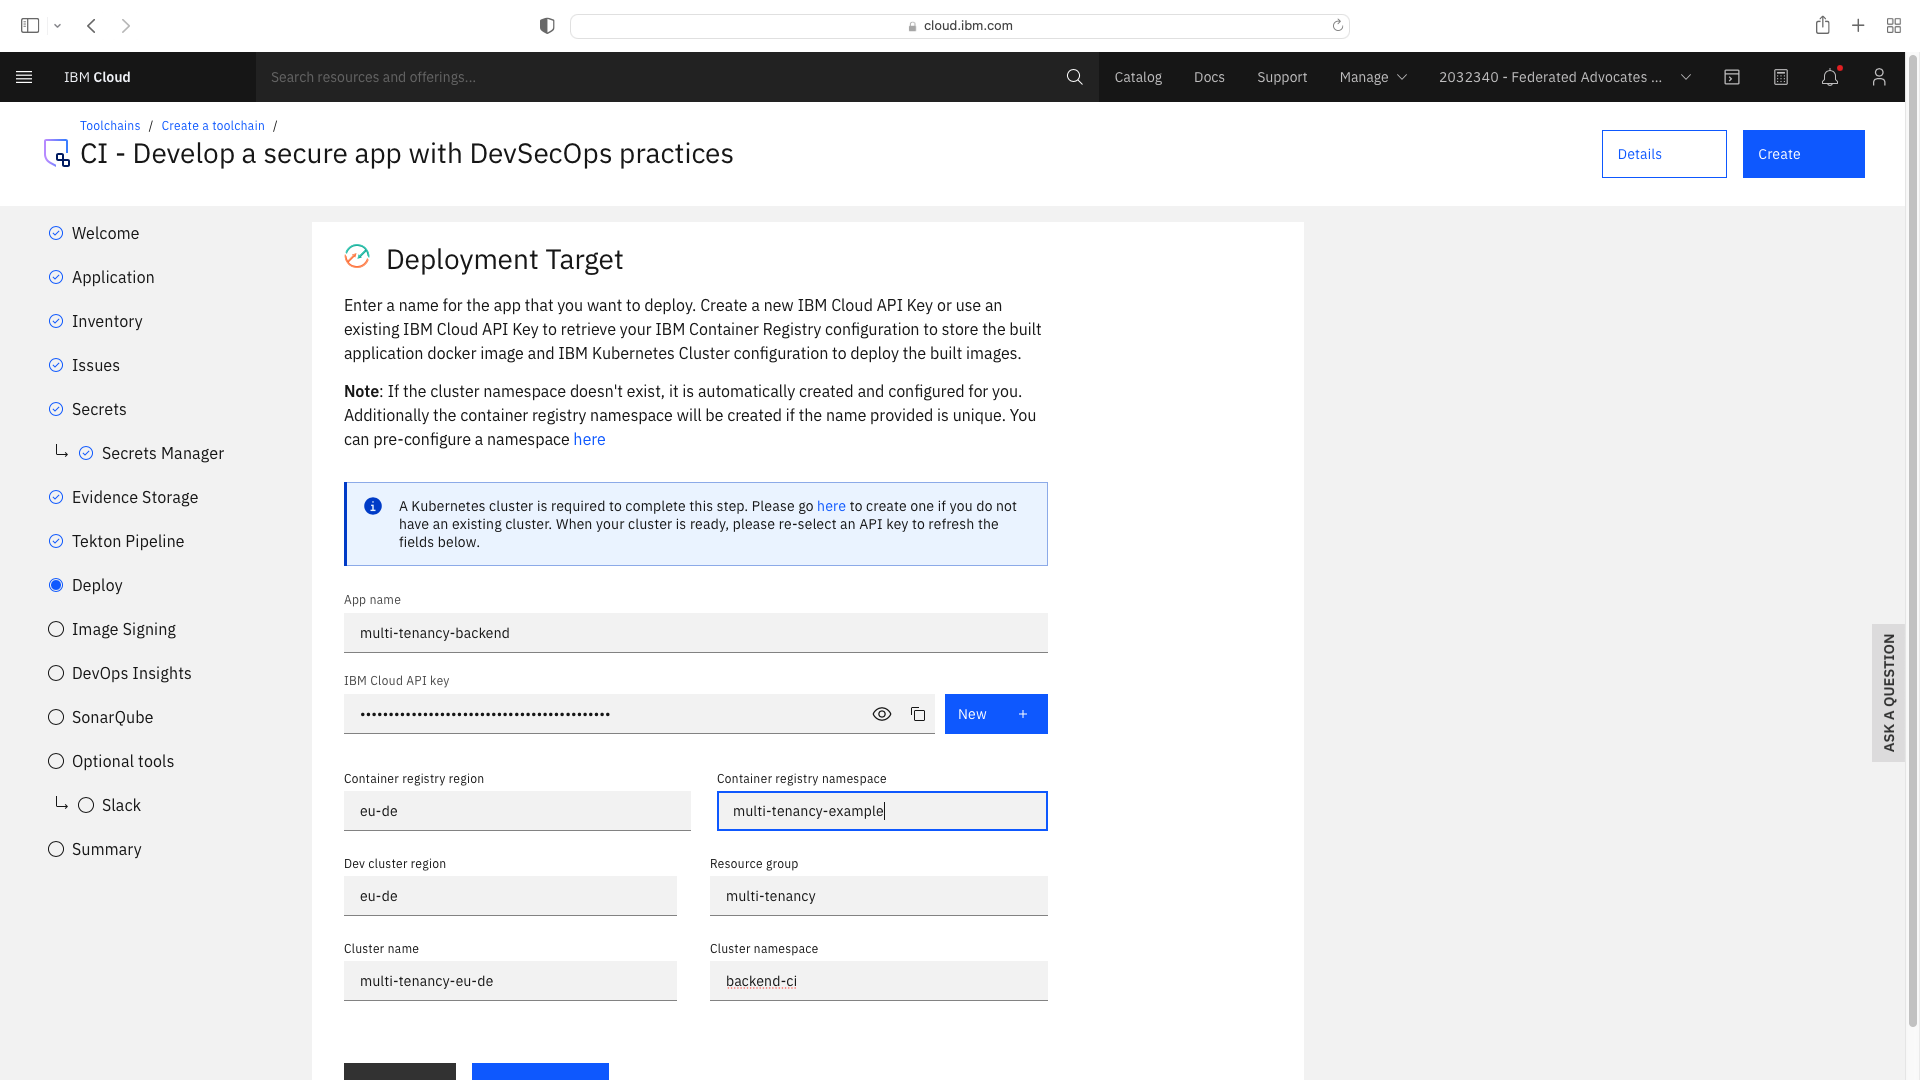 cloud.ibm.com
IBM Cloud
Search resources and offerings...
Catalog
Docs
Support
Manage
2032340 - Federated Advocates ...
Toolchains / Create a toolchain /
CI - Develop a secure app with DevSecOps practices
Details
Create
Welcome
Application
Inventory
Issues
Secrets
Secrets Manager
Evidence Storage
Tekton Pipeline
Deploy
Image Signing
DevOps Insights
SonarQube
Optional tools
Slack
Summary
Deployment Target
Enter a name for the app that you want to deploy. Create a new IBM Cloud API Key or use an
existing IBM Cloud API Key to retrieve your IBM Container Registry configuration to store the built
application docker image and IBM Kubernetes Cluster configuration to deploy the built images.
Note: If the cluster namespace doesn't exist, it is automatically created and configured for you.
Additionally the container registry namespace will be created if the name provided is unique. You
can pre-configure a namespace here
A Kubernetes cluster is required to complete this step. Please go here to create one if you do not
have an existing cluster. When your cluster is ready, please re-select an API key to refresh the
fields below.
App name
multi-tenancy-backend
IBM Cloud API key
•••••••••••••••••••••••••••••••••••••••••••••
New +
Container registry region
eu-de
Container registry namespace
multi-tenancy-example
Dev cluster region
eu-de
Resource group
multi-tenancy
Cluster name
multi-tenancy-eu-de
Cluster namespace
backend-ci
ASK A QUESTION